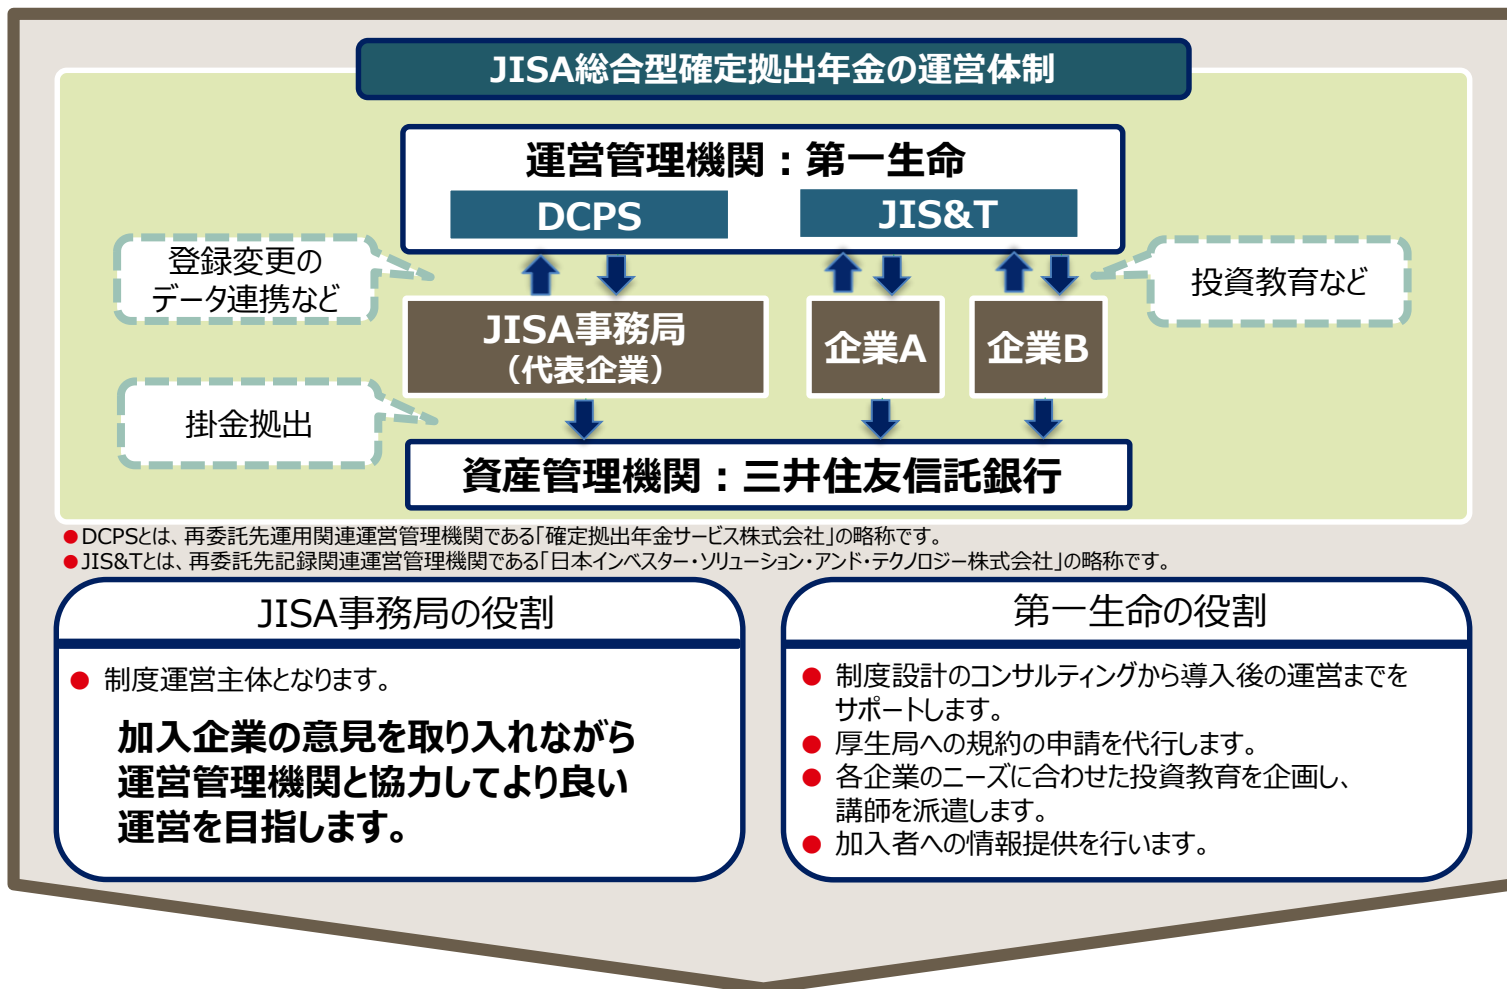 JISA総合型確定拠出年金の運営体制
運営管理機関：第一生命
DCPS
JIS&T
登録変更の
データ連携など
投資教育など
JISA事務局
（代表企業）
企業A
企業B
掛金拠出
資産管理機関：三井住友信託銀行
●DCPSとは、再委託先運用関連運営管理機関である「確定拠出年金サービス株式会社」の略称です。
●JIS&Tとは、再委託先記録関連運営管理機関である「日本インベスター・ソリューション・アンド・テクノロジー株式会社」の略称です。
JISA事務局の役割
● 制度運営主体となります。
加入企業の意見を取り入れながら
運営管理機関と協力してより良い
運営を目指します。
第一生命の役割
● 制度設計のコンサルティングから導入後の運営までを
サポートします。
● 厚生局への規約の申請を代行します。
● 各企業のニーズに合わせた投資教育を企画し、
講師を派遣します。
● 加入者への情報提供を行います。